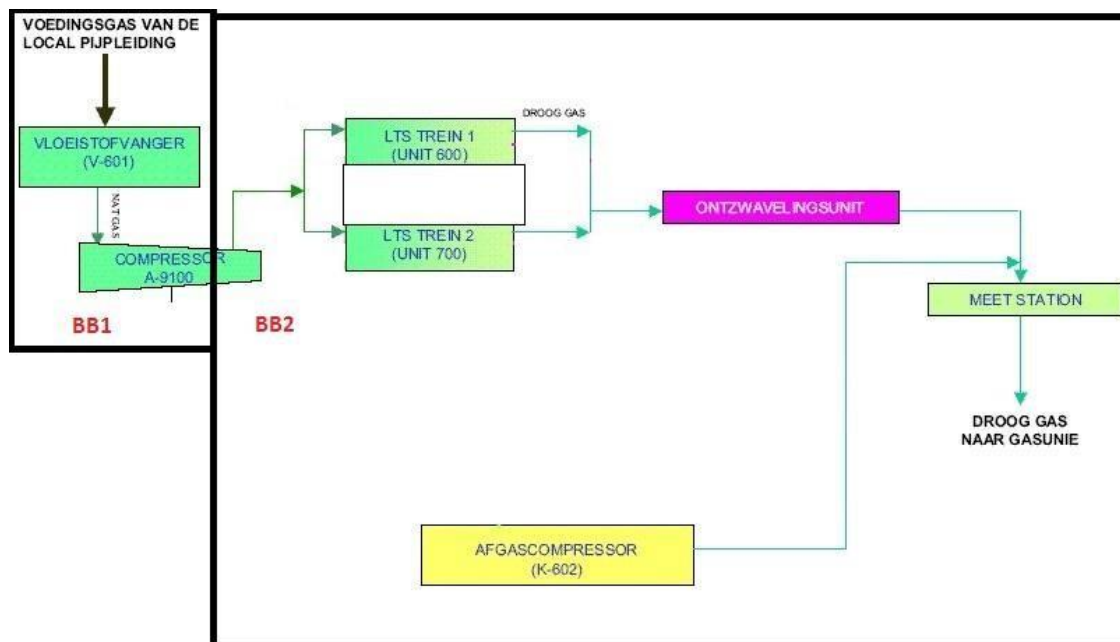 VOEDINGSGAS VAN DE
LOCAL PIJPLEIDING
VLOEISTOFVANGER
(V-601)
NAT GAS
COMPRESSOR
A-9100
BB1
BB2
DROOG GAS
LTS TREIN 1
(UNIT 600)
LTS TREIN 2
(UNIT 700)
ONTZWAVELINGSUNIT
MEET STATION
DROOG GAS
NAAR GASUNIE
AFGASCOMPRESSOR
(K-602)